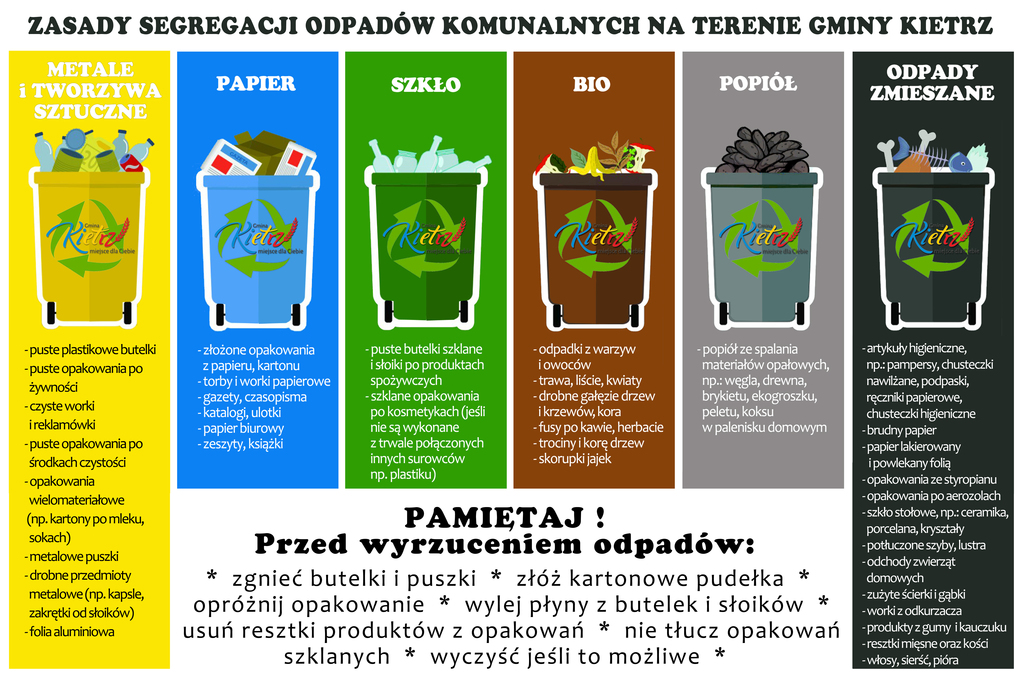 ZASADY SEGREGACJI ODPADÓW KOMUNALNYCH NA TERENIE GMINY KIETRZ
METALE
i TWORZYWA
SZTUCZNE
Gmina
Kietrz
miejsce dla Ciebie
- puste plastikowe butelki
- puste opakowania po
żywności
- czyste worki
i reklamówki
- puste opakowania po
środkach czystości
- opakowania
wielomateriałowe
(np. kartony po mleku,
sokach)
- metalowe puszki
- drobne przedmioty
metalowe (np. kapsle,
zakrętki od słoików)
- folia aluminiowa
PAPIER
Gmina
Kietrz
miejsce dla Ciebie
- złożone opakowania
z papieru, kartonu
- torby i worki papierowe
- gazety, czasopisma
- katalogi, ulotki
- papier biurowy
- zeszyty, książki
SZKŁO
Kietrz
- puste butelki szklane
i słoiki po produktach
spożywczych
- szklane opakowania
po kosmetykach (jeśli
nie są wykonane
z trwale połączonych
innych surowców
np. plastiku)
BIO
Kietrz
- odpadki z warzyw
i owoców
- trawa, liście, kwiaty
- drobne gałęzie drzew
i krzewów, kora
- fusy po kawie, herbacie
- trociny i korę drzew
- skorupki jajek
POPIÓŁ
Gmina
Kietrz
miejsce dla Ciebie
- popiół ze spalania
materiałów opałowych,
np.: węgla, drewna,
brykietu, ekogroszku,
peletu, koksu
w palenisku domowym
ODPADY
ZMIESZANE
Kietrz
- artykuły higieniczne,
np.: pampersy, chusteczki
nawilżane, podpaski,
ręczniki papierowe,
chusteczki higieniczne
- brudny papier
- papier lakierowany
i powlekany folią
- opakowania ze styropianu
- opakowania po aerozolach
- szkło stołowe, np.: ceramika,
porcelana, kryształy
- potłuczone szyby, lustra
- odchody zwierząt
domowych
- zużyte ścierki i gąbki
- worki z odkurzacza
- produkty z gumy i kauczuku
- resztki mięsne oraz kości
- włosy, sierść, pióra
PAMIĘTAJ !
Przed wyrzuceniem odpadów:
* zgnieć butelki i puszki * złóż kartonowe pudełka *
opróżnij opakowanie * wylej płyny z butelek i słoików *
usuń resztki produktów z opakowań * nie tłucz opakowań
szklanych * wyczyść jeśli to możliwe *